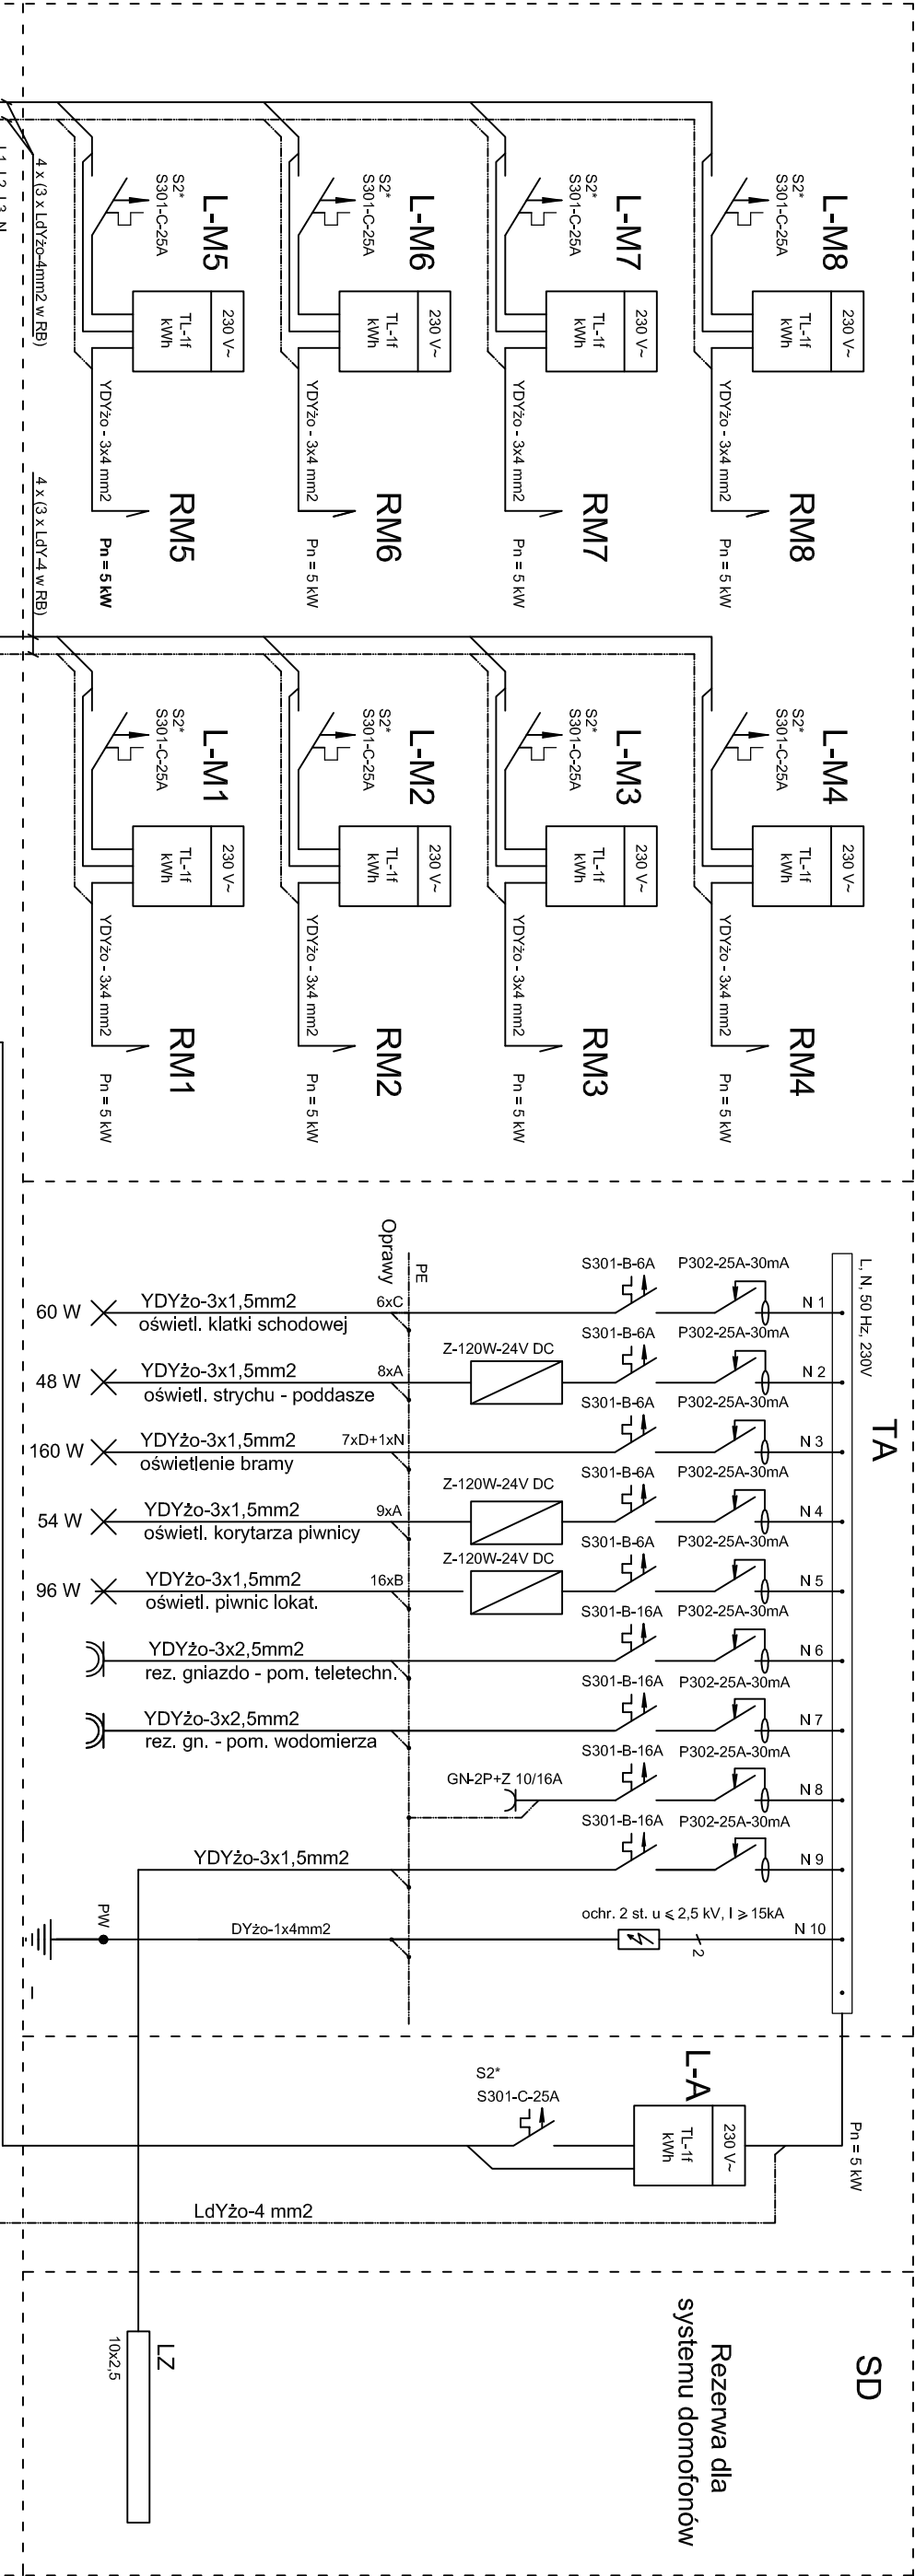 L-M8
S2*
S301-C-25A
230 V~
TL-1f
kWh
YDYżo - 3x4 mm2
RM8
Pn = 5 kW
L-M7
S2*
S301-C-25A
230 V~
TL-1f
kWh
YDYżo - 3x4 mm2
RM7
Pn = 5 kW
L-M6
S2*
S301-C-25A
230 V~
TL-1f
kWh
YDYżo - 3x4 mm2
RM6
Pn = 5 kW
L-M5
S2*
S301-C-25A
230 V~
TL-1f
kWh
YDYżo - 3x4 mm2
RM5
Pn = 5 kW
4 x (3 x LdYżo-4mm2 w RB)
L1 L2 L3 N
4 x (3 x LdY-4 w RB)
L-M4
S2*
S301-C-25A
230 V~
TL-1f
kWh
YDYżo - 3x4 mm2
RM4
Pn = 5 kW
L-M3
S2*
S301-C-25A
230 V~
TL-1f
kWh
YDYżo - 3x4 mm2
RM3
Pn = 5 kW
L-M2
S2*
S301-C-25A
230 V~
TL-1f
kWh
YDYżo - 3x4 mm2
RM2
Pn = 5 kW
L-M1
S2*
S301-C-25A
230 V~
TL-1f
kWh
YDYżo - 3x4 mm2
RM1
Pn = 5 kW
TA
L, N, 50 Hz, 230V
PE
Oprawy
N 1
P302-25A-30mA
S301-B-6A
6xC
YDYżo-3x1,5mm2
oświetl. klatki schodowej
60 W
N 2
P302-25A-30mA
S301-B-6A
Z-120W-24V DC
8xA
YDYżo-3x1,5mm2
oświetl. strychu - poddasze
48 W
N 3
P302-25A-30mA
S301-B-6A
7xD+1xN
YDYżo-3x1,5mm2
oświetlenie bramy
160 W
N 4
P302-25A-30mA
S301-B-6A
Z-120W-24V DC
9xA
YDYżo-3x1,5mm2
oświetl. korytarza piwnicy
54 W
N 5
P302-25A-30mA
S301-B-6A
Z-120W-24V DC
16xB
YDYżo-3x1,5mm2
oświetl. piwnic lokat.
96 W
N 6
P302-25A-30mA
S301-B-16A
YDYżo-3x2,5mm2
rez. gniazdo - pom. teletechn.
N 7
P302-25A-30mA
S301-B-16A
YDYżo-3x2,5mm2
rez. gn. - pom. wodomierza
N 8
P302-25A-30mA
S301-B-16A
GN-2P+Z 10/16A
N 9
P302-25A-30mA
S301-B-16A
YDYżo-3x1,5mm2
N 10
ochr. 2 st. u ⩽ 2,5 kV, I ⩾ 15kA
2
DYżo-1x4mm2
PW
L-A
Pn = 5 kW
230 V~
TL-1f
kWh
S2*
S301-C-25A
LdYżo-4 mm2
SD
Rezerwa dla
systemu domofonów
LZ
10x2,5